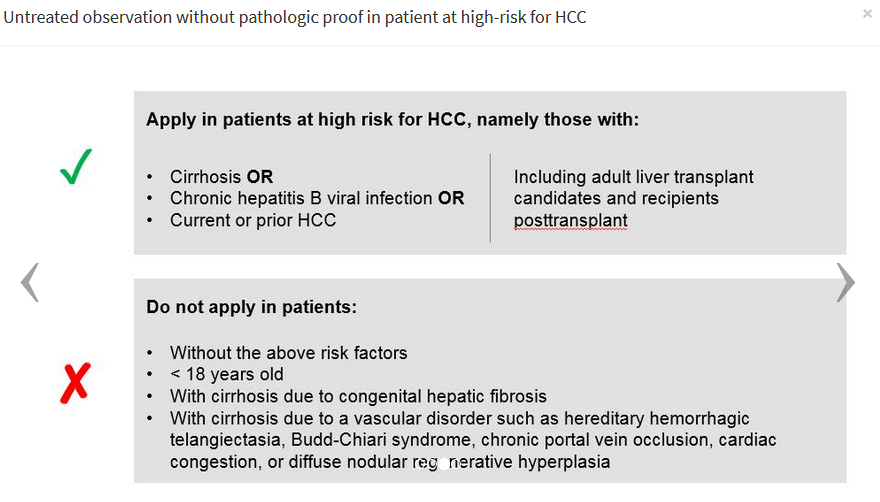 Untreated observation without pathologic proof in patient at high-risk for HCC
×
Apply in patients at high risk for HCC, namely those with:
• Cirrhosis OR
• Chronic hepatitis B viral infection OR
• Current or prior HCC
Including adult liver transplant
candidates and recipients
posttransplant
Do not apply in patients:
• Without the above risk factors
• < 18 years old
• With cirrhosis due to congenital hepatic fibrosis
• With cirrhosis due to a vascular disorder such as hereditary hemorrhagic
telangiectasia, Budd-Chiari syndrome, chronic portal vein occlusion, cardiac
congestion, or diffuse nodular regenerative hyperplasia